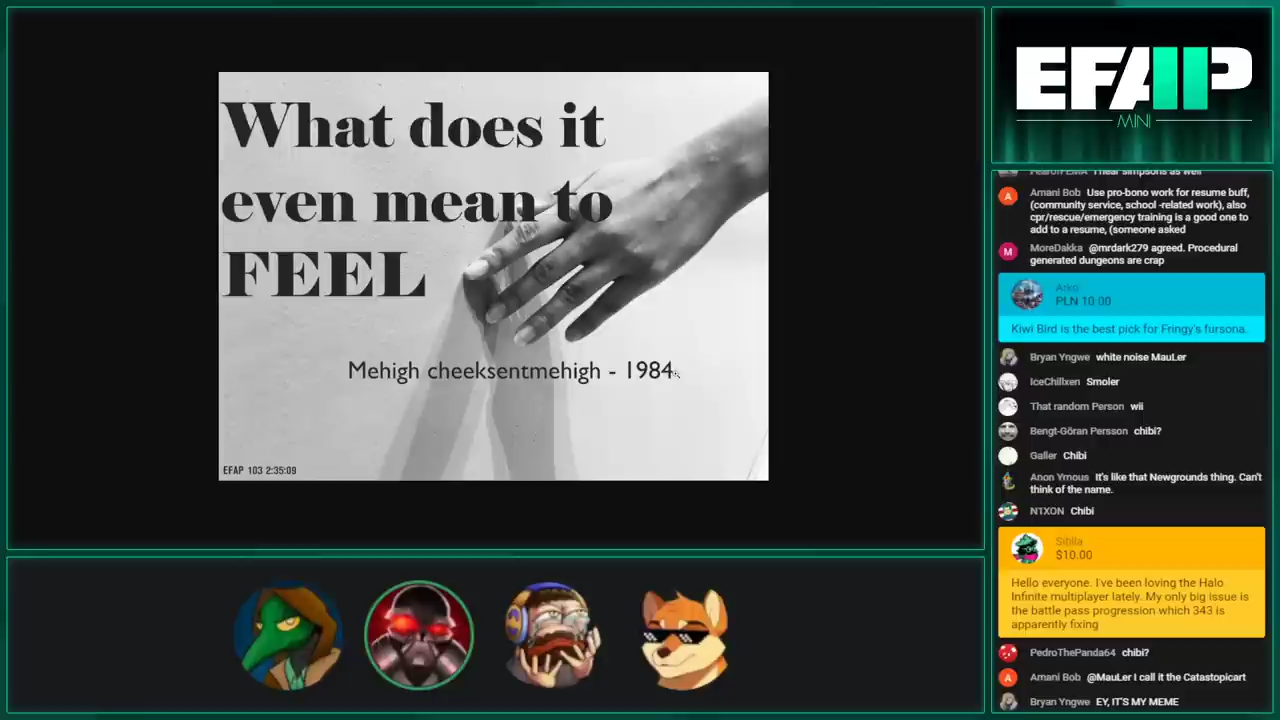 What does it
even mean to
FEEL
Mehigh cheeksentmehigh - 1984
EFAP 103 2:35:09
EFAP
MINI
I hear simpsons as well
Amani Bob Use pro-bono work for resume buff,
(community service, school -related work), also
cpr/rescue/emergency training is a good one to
add to a resume, (someone asked
MoreDakka @mrdark279 agreed. Procedural
generated dungeons are crap
Arko
PLN 10.00
Kiwi Bird is the best pick for Fringy's fursona.
Bryan Yngwe white noise MauLer
IceChillxen Smoler
That random Person wii
Bengt-Göran Persson chibi?
Galler Chibi
Anon Ymous It's like that Newgrounds thing. Can't
think of the name.
N1XON Chibi
$10.00
Hello everyone. I've been loving the Halo
Infinite multiplayer lately. My only big issue is
the battle pass progression which 343 is
apparently fixing
PedroThePanda64 chibi?
Amani Bob @MauLer I call it the Catastopicart
Bryan Yngwe EY, IT'S MY MEME